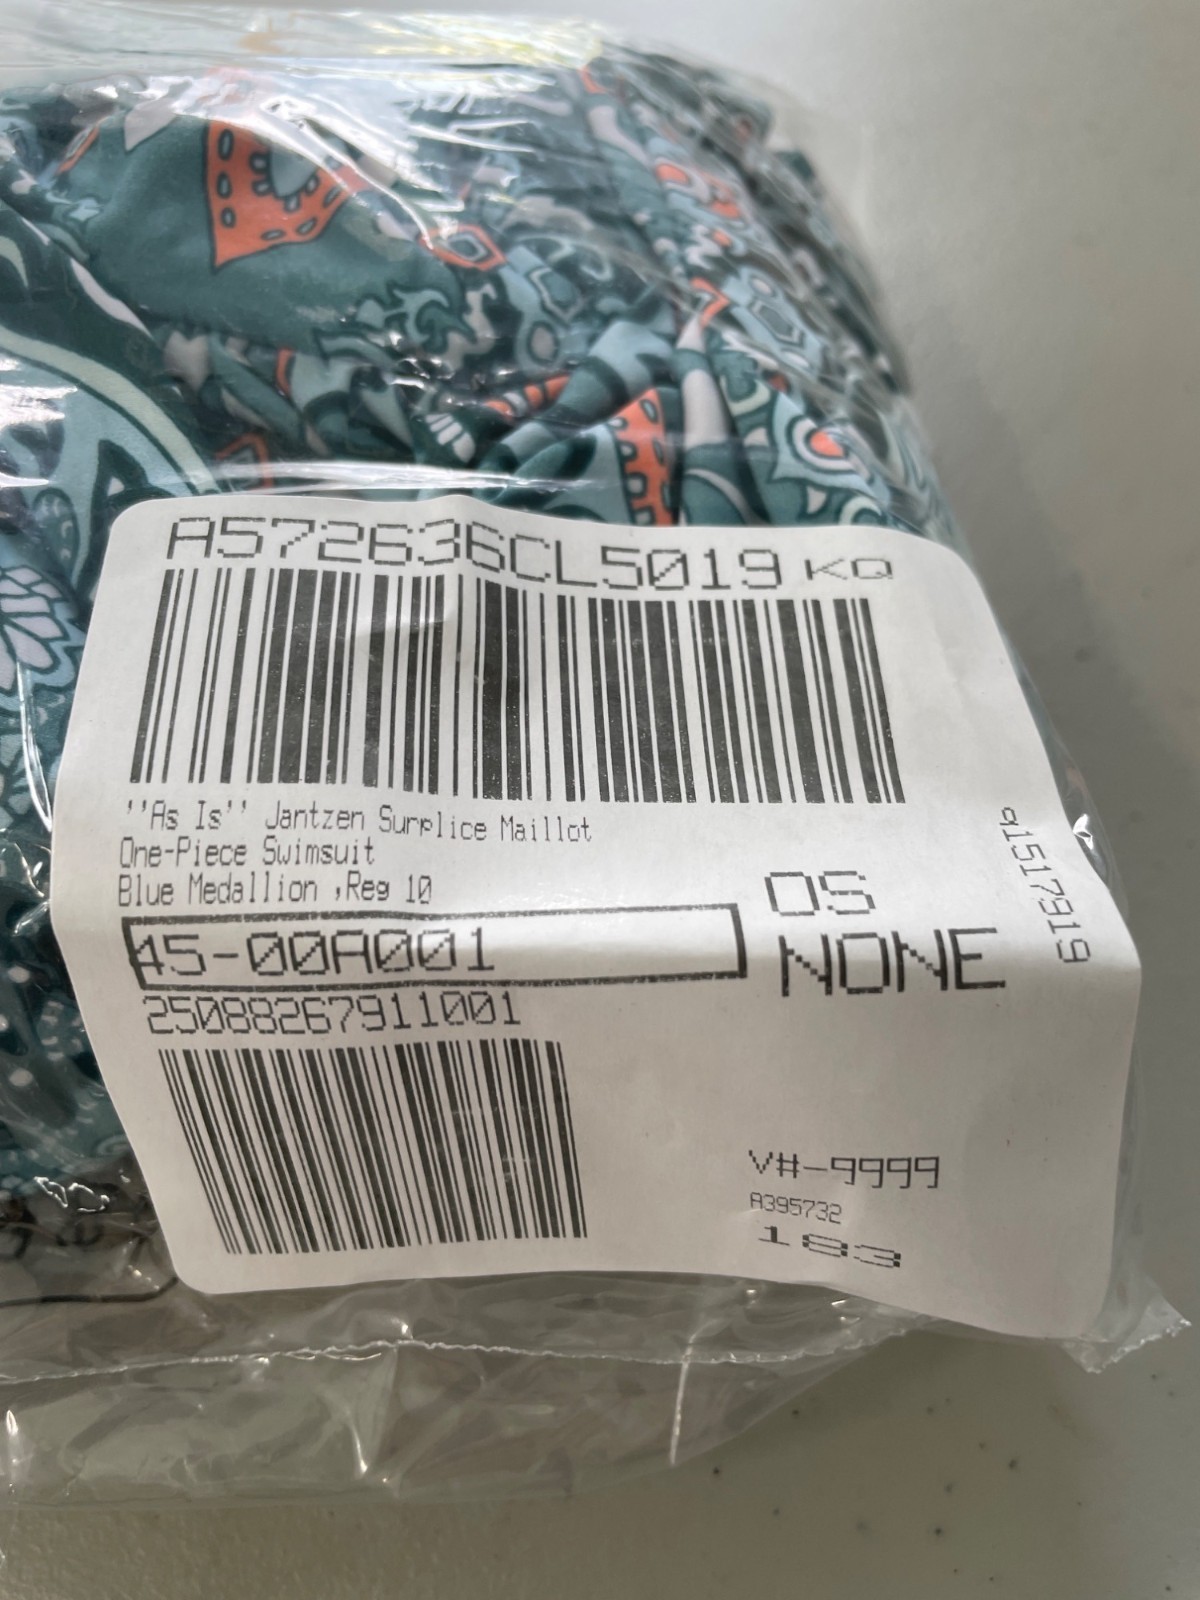 A572636CL5019 KQ
''As Is'' Jantzen Surplice Maillot
One-Piece Swimsuit
Blue Medallion ,Reg 10
45-00A001
OS
NONE
25088267911001
q1517919
V#-9999
A395732
183